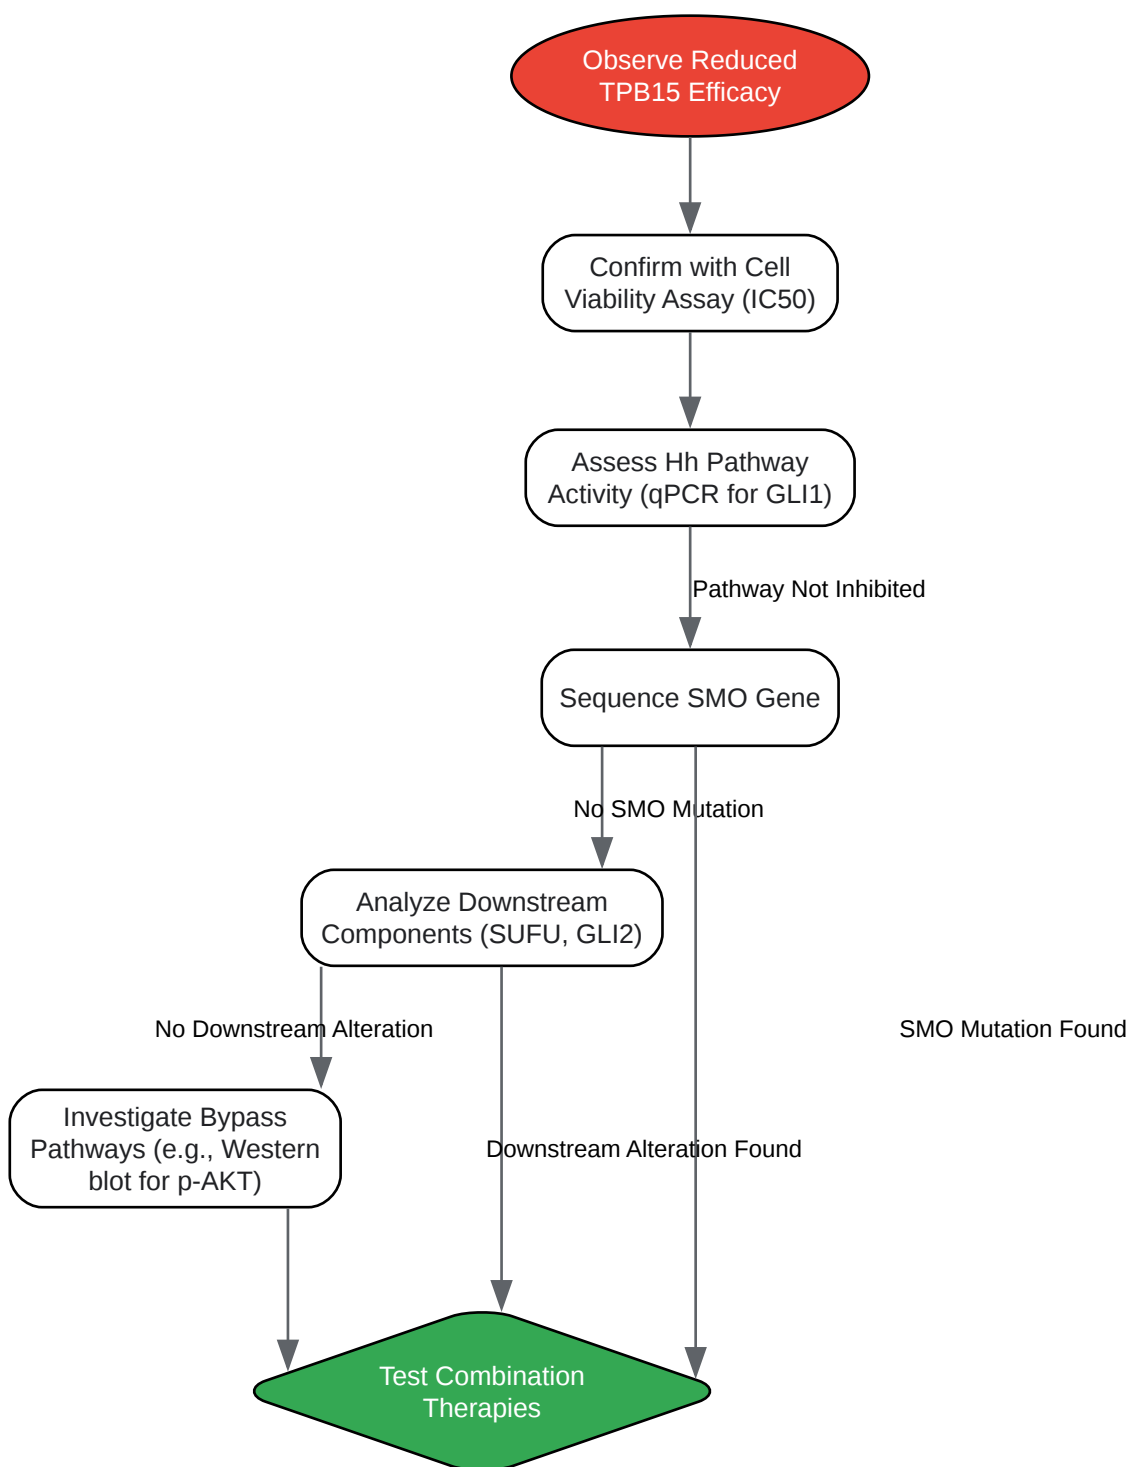 Observe Reduced
TPB15 Efficacy
Confirm with Cell
Viability Assay (IC50)
Assess Hh Pathway
Activity (qPCR for GLI1)
Pathway Not Inhibited
Sequence SMO Gene
No SMO Mutation
Analyze Downstream
Components (SUFU, GLI2)
No Downstream Alteration
SMO Mutation Found
Investigate Bypass
Pathways (e.g., Western
blot for p-AKT)
Downstream Alteration Found
Test Combination
Therapies